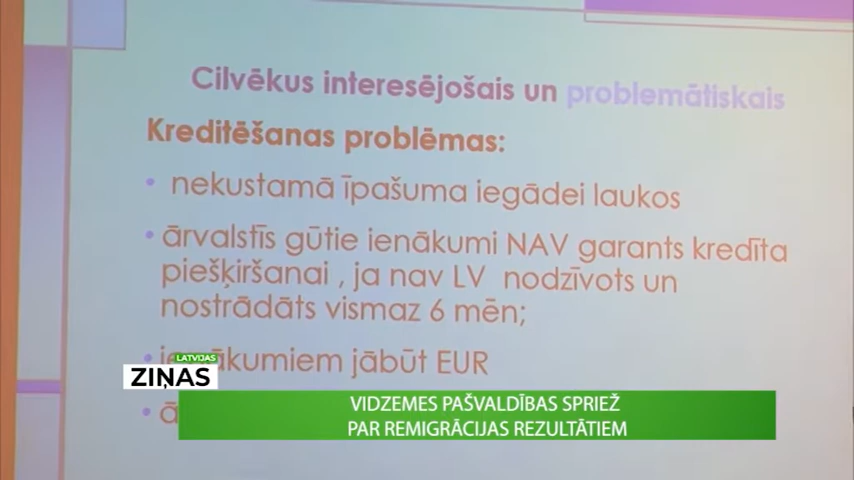 Cilvēkus interesējošais un problemātiskais
Kreditēšanas problēmas:
• nekustamā īpašuma iegādei laukos
• ārvalstīs gūtie ienākumi NAV garants kredīta
piešķiršanai , ja nav LV nodzīvots un
nostrādāts vismaz 6 mēn;
• ienākumiem jābūt EUR
LATVIJAS
ZIŅAS
VIDZEMES PAŠVALDĪBAS SPRIEŽ
PAR REMIGRĀCIJAS REZULTĀTIEM